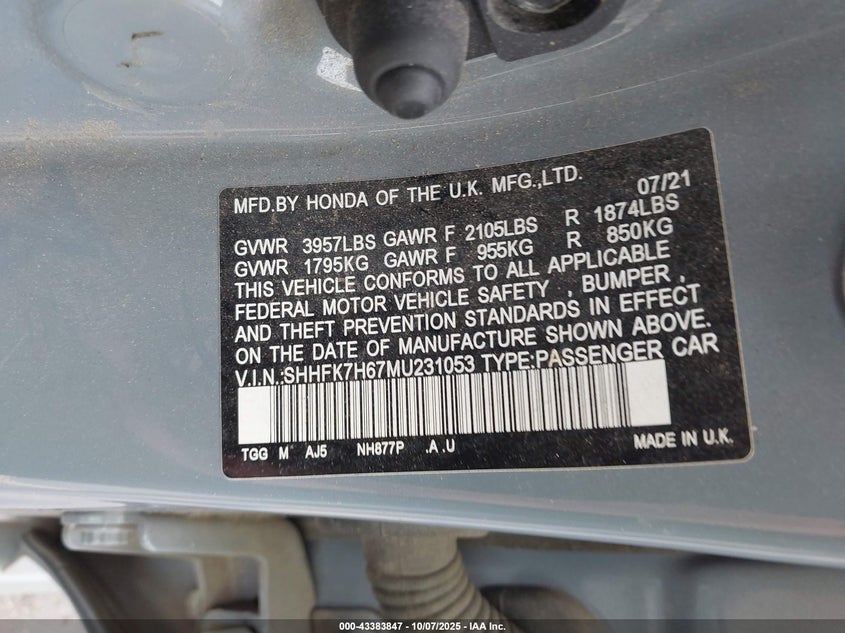 MFD.BY HONDA OF THE U.K. MFG.,LTD. 07/21
GVWR 3957LBS GAWR F 2105LBS R 1874LBS
GVWR 1795KG GAWR F 955KG R 850KG
THIS VEHICLE CONFORMS TO ALL APPLICABLE
FEDERAL MOTOR VEHICLE SAFETY , BUMPER ,
AND THEFT PREVENTION STANDARDS IN EFFECT
ON THE DATE OF MANUFACTURE SHOWN ABOVE.
V.I.N.:SHHFK7H67MU231053 TYPE:PASSENGER CAR
TGG M AJ5 NH877P .A .U MADE IN U.K.
000-43383847 - 10/07/2025 - IAA Inc.